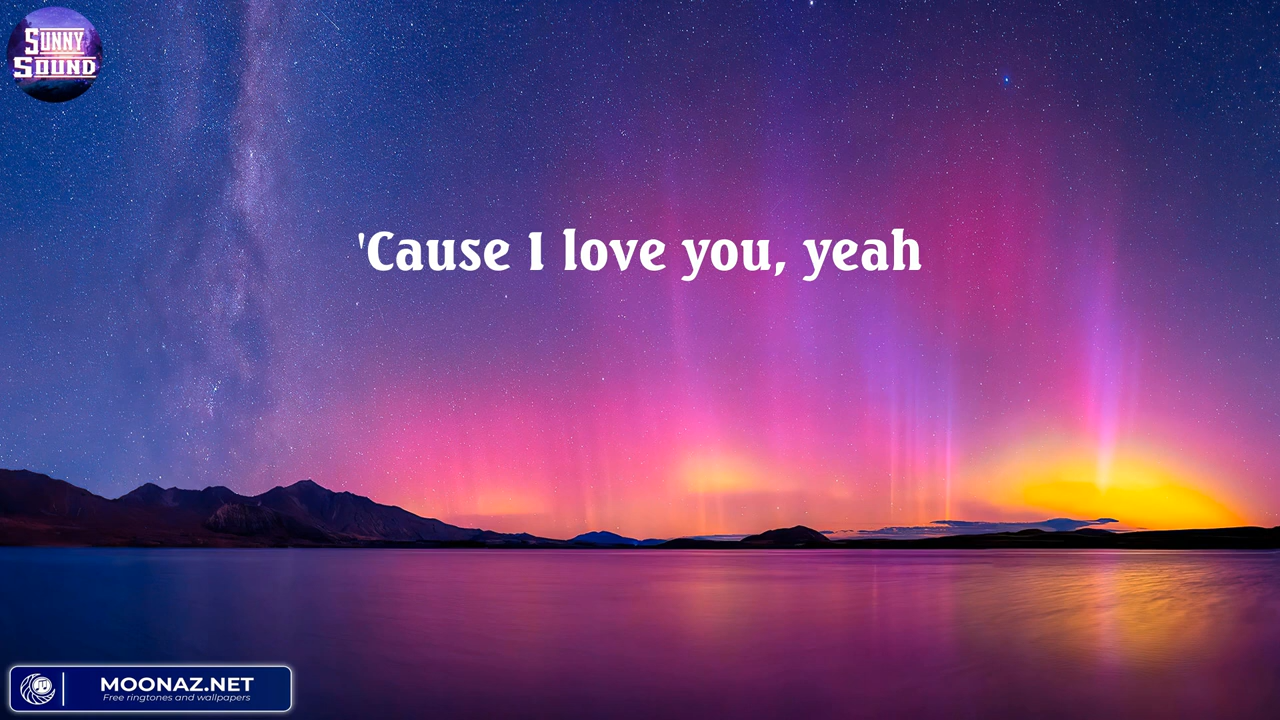 SUNNY
SOUND
'Cause I love you, yeah
MOONAZ.NET
Free ringtones and wallpapers